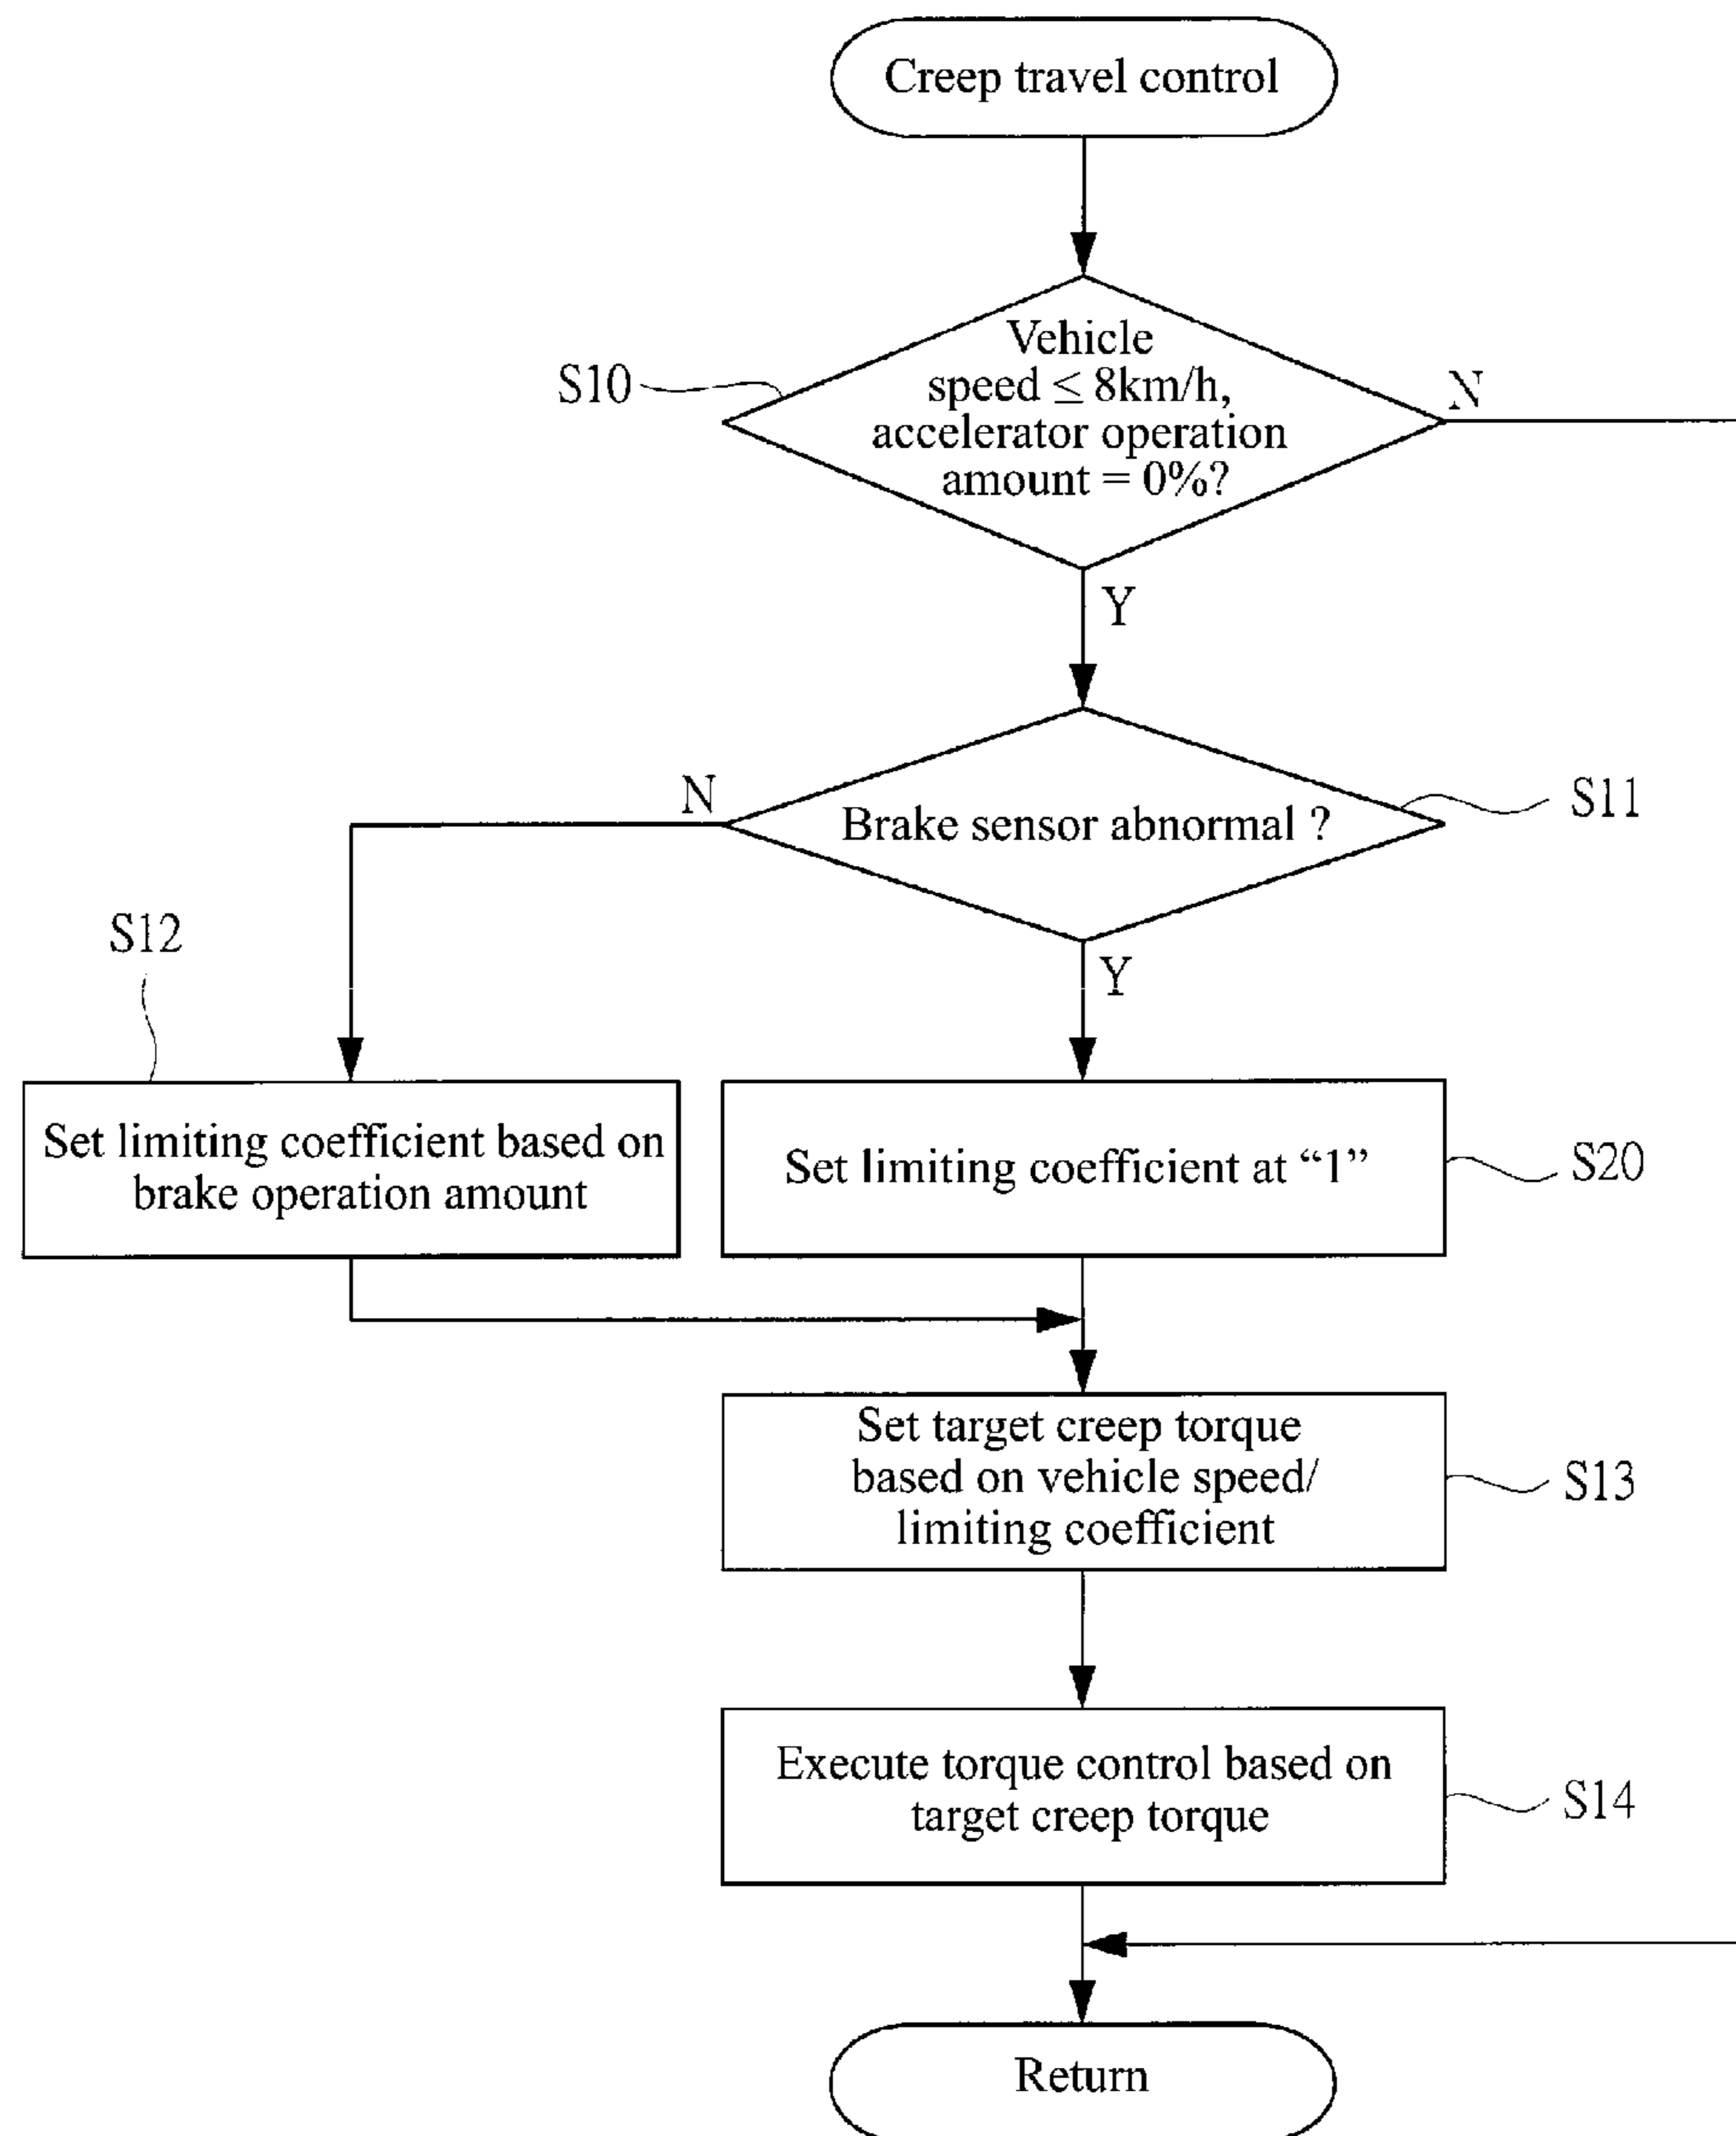 Creep travel control
Vehicle
speed ≤ 8km/h,
accelerator operation
amount = 0%?
S10
N
Y
Brake sensor abnormal ?
S11
N
Y
S12
Set limiting coefficient based on
brake operation amount
Set limiting coefficient at “1”
S20
Set target creep torque
based on vehicle speed/
limiting coefficient
S13
Execute torque control based on
target creep torque
S14
Return